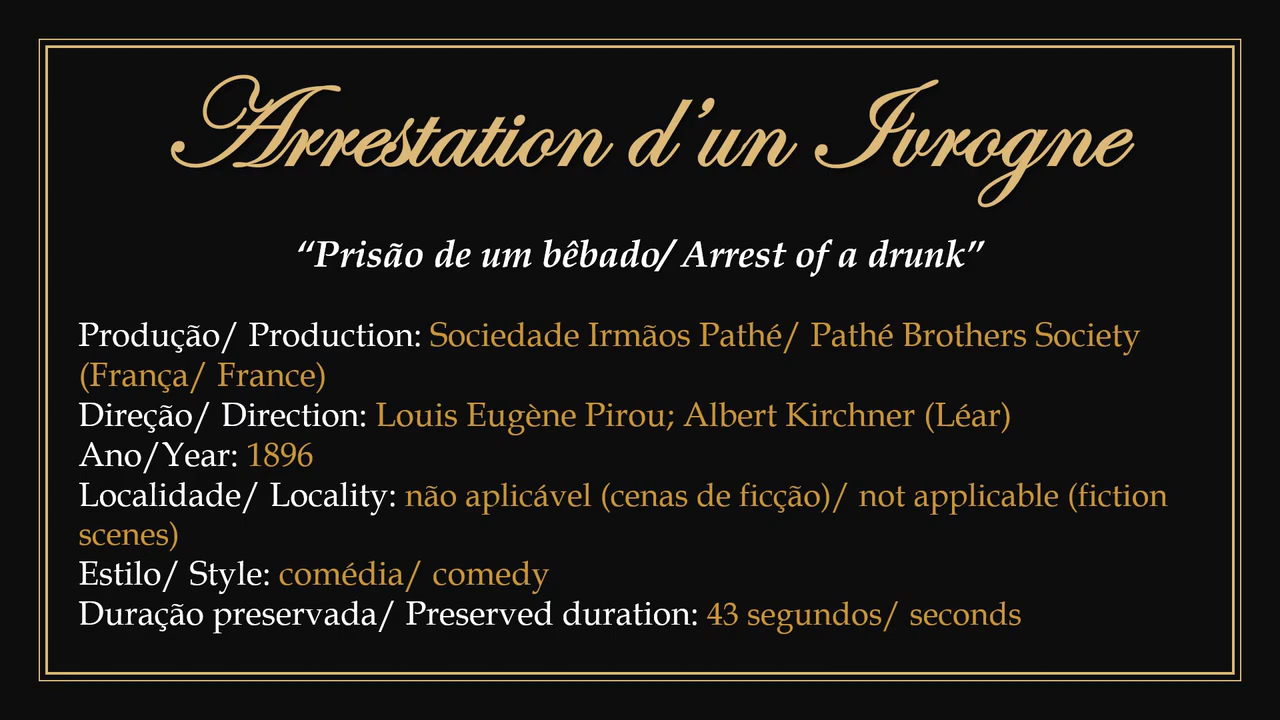 Arrestation d’un Ivrogne
“Prisão de um bêbado/ Arrest of a drunk”
Produção/ Production: Sociedade Irmãos Pathé/ Pathé Brothers Society
(França/ France)
Direção/ Direction: Louis Eugène Pirou; Albert Kirchner (Léar)
Ano/Year: 1896
Localidade/ Locality: não aplicável (cenas de ficção)/ not applicable (fiction
scenes)
Estilo/ Style: comédia/ comedy
Duração preservada/ Preserved duration: 43 segundos/ seconds